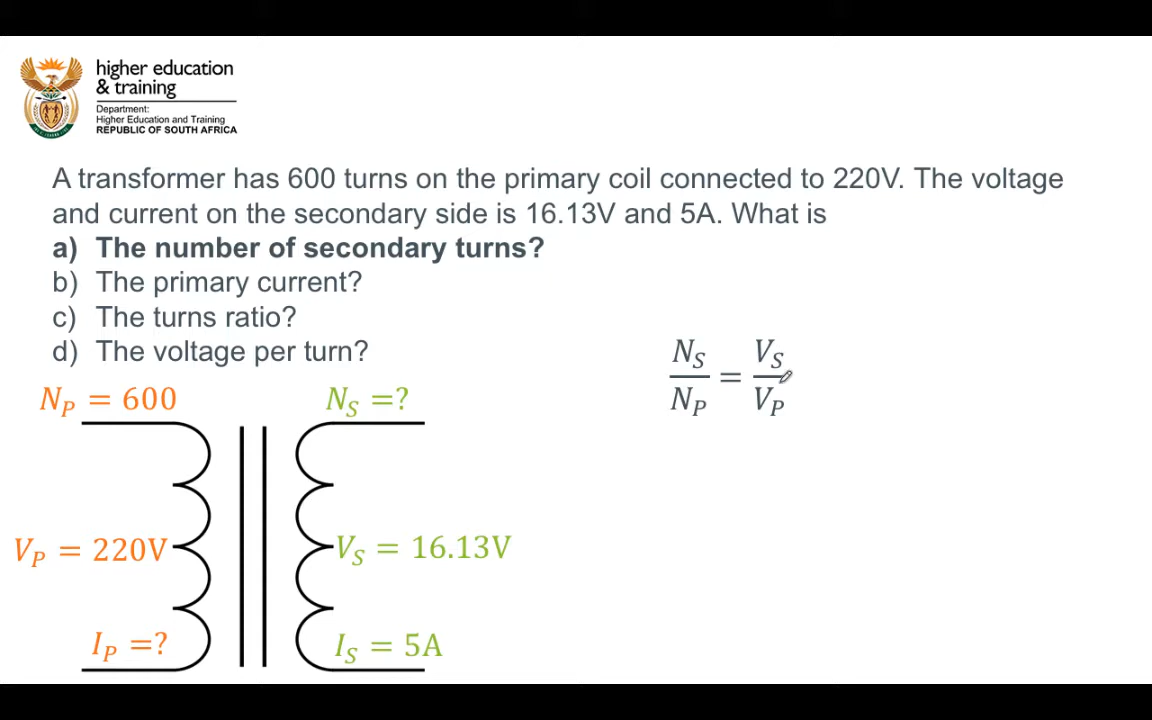 higher education
& training
Department:
Higher Education and Training
REPUBLIC OF SOUTH AFRICA
A transformer has 600 turns on the primary coil connected to 220V. The voltage
and current on the secondary side is 16.13V and 5A. What is
a) The number of secondary turns?
b) The primary current?
c) The turns ratio?
d) The voltage per turn?
N_P = 600
N_S =?
N_S/N_P = V_S/V_P
V_P = 220V
V_S = 16.13V
I_P =?
I_S = 5A